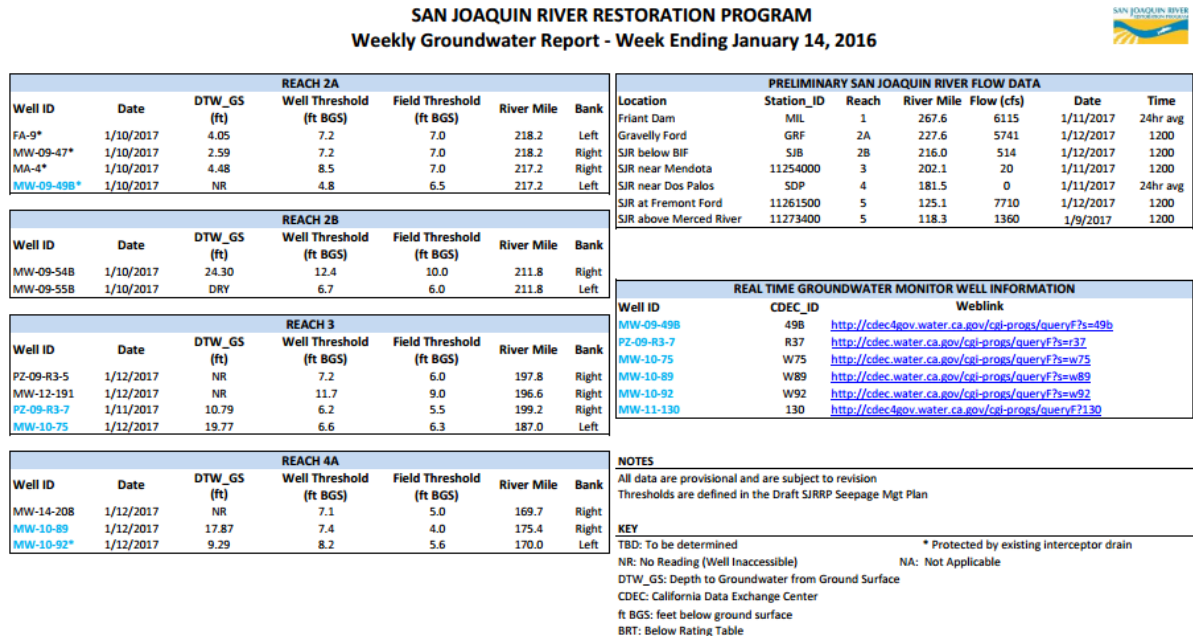 SAN JOAQUIN RIVER RESTORATION PROGRAM
Weekly Groundwater Report - Week Ending January 14, 2016
SAN JOAQUIN RIVER
RESTORATION PROGRAM
REACH 2A
Well ID Date DTW_GS (ft) Well Threshold (ft BGS) Field Threshold (ft BGS) River Mile Bank
FA-9* 1/10/2017 4.05 7.2 7.0 218.2 Left
MW-09-47* 1/10/2017 2.59 7.2 7.0 218.2 Right
MA-4* 1/10/2017 4.48 8.5 7.0 217.2 Right
MW-09-49B* 1/10/2017 NR 4.8 6.5 217.2 Left
REACH 2B
Well ID Date DTW_GS (ft) Well Threshold (ft BGS) Field Threshold (ft BGS) River Mile Bank
MW-09-54B 1/10/2017 24.30 12.4 10.0 211.8 Right
MW-09-55B 1/10/2017 DRY 6.7 6.0 211.8 Left
REACH 3
Well ID Date DTW_GS (ft) Well Threshold (ft BGS) Field Threshold (ft BGS) River Mile Bank
PZ-09-R3-5 1/12/2017 NR 7.2 6.0 197.8 Right
MW-12-191 1/12/2017 NR 11.7 9.0 196.6 Right
PZ-09-R3-7 1/11/2017 10.79 6.2 5.5 199.2 Right
MW-10-75 1/12/2017 19.77 6.6 6.3 187.0 Left
REACH 4A
Well ID Date DTW_GS (ft) Well Threshold (ft BGS) Field Threshold (ft BGS) River Mile Bank
MW-14-208 1/12/2017 NR 7.1 5.0 169.7 Right
MW-10-89 1/12/2017 17.87 7.4 4.0 175.4 Right
MW-10-92* 1/12/2017 9.29 8.2 5.6 170.0 Left
PRELIMINARY SAN JOAQUIN RIVER FLOW DATA
Location Station_ID Reach River Mile Flow (cfs) Date Time
Friant Dam MIL 1 267.6 6115 1/11/2017 24hr avg
Gravelly Ford GRF 2A 227.6 5741 1/12/2017 1200
SJR below BIF SJB 2B 216.0 514 1/12/2017 1200
SJR near Mendota 11254000 3 202.1 20 1/11/2017 1200
SJR near Dos Palos SDP 4 181.5 0 1/11/2017 24hr avg
SJR at Fremont Ford 11261500 5 125.1 7710 1/12/2017 1200
SJR above Merced River 11273400 5 118.3 1360 1/9/2017 1200
REAL TIME GROUNDWATER MONITOR WELL INFORMATION
Well ID CDEC_ID Weblink
MW-09-49B 49B http://cdec4gov.water.ca.gov/cgi-progs/queryF?s=49b
PZ-09-R3-7 R37 http://cdec.water.ca.gov/cgi-progs/queryF?s=r37
MW-10-75 W75 http://cdec.water.ca.gov/cgi-progs/queryF?s=w75
MW-10-89 W89 http://cdec.water.ca.gov/cgi-progs/queryF?s=w89
MW-10-92 W92 http://cdec.water.ca.gov/cgi-progs/queryF?s=w92
MW-11-130 130 http://cdec4gov.water.ca.gov/cgi-progs/queryF?130
NOTES
All data are provisional and are subject to revision
Thresholds are defined in the Draft SJRRP Seepage Mgt Plan
KEY
TBD: To be determined * Protected by existing interceptor drain
NR: No Reading (Well Inaccessible) NA: Not Applicable
DTW_GS: Depth to Groundwater from Ground Surface
CDEC: California Data Exchange Center
ft BGS: feet below ground surface
BRT: Below Rating Table